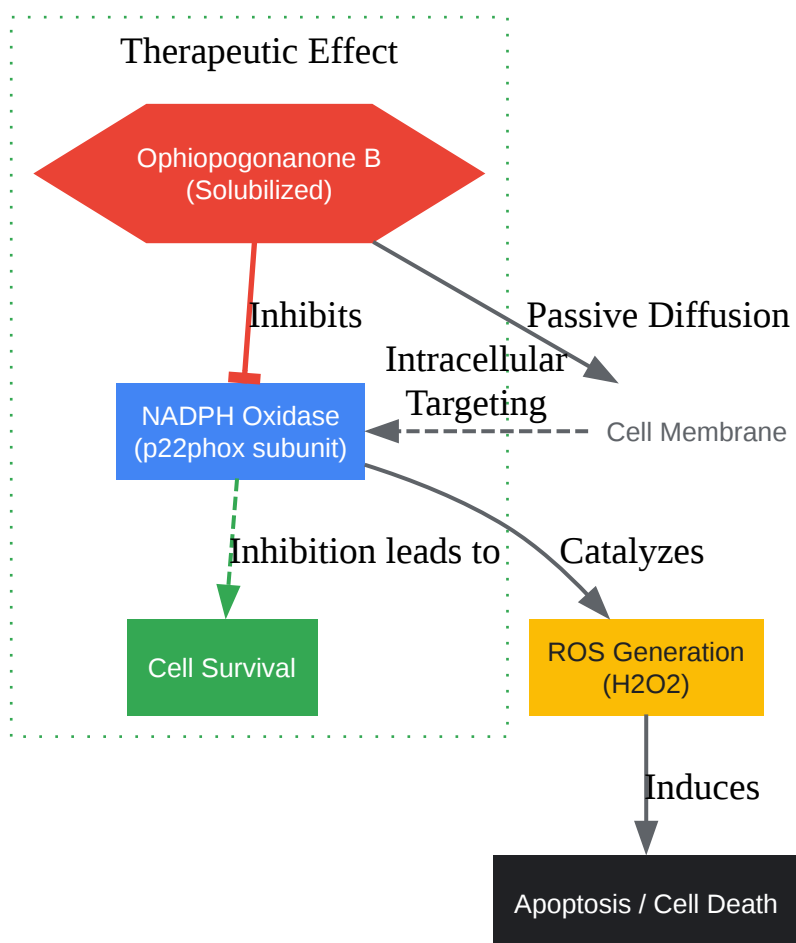 Therapeutic Effect
Ophiopogonanone B
(Solubilized)
Inhibits
Passive Diffusion
Intracellular
Targeting
NADPH Oxidase
(p22phox subunit)
Cell Membrane
Inhibition leads to
Catalyzes
Cell Survival
ROS Generation
(H2O2)
Induces
Apoptosis / Cell Death